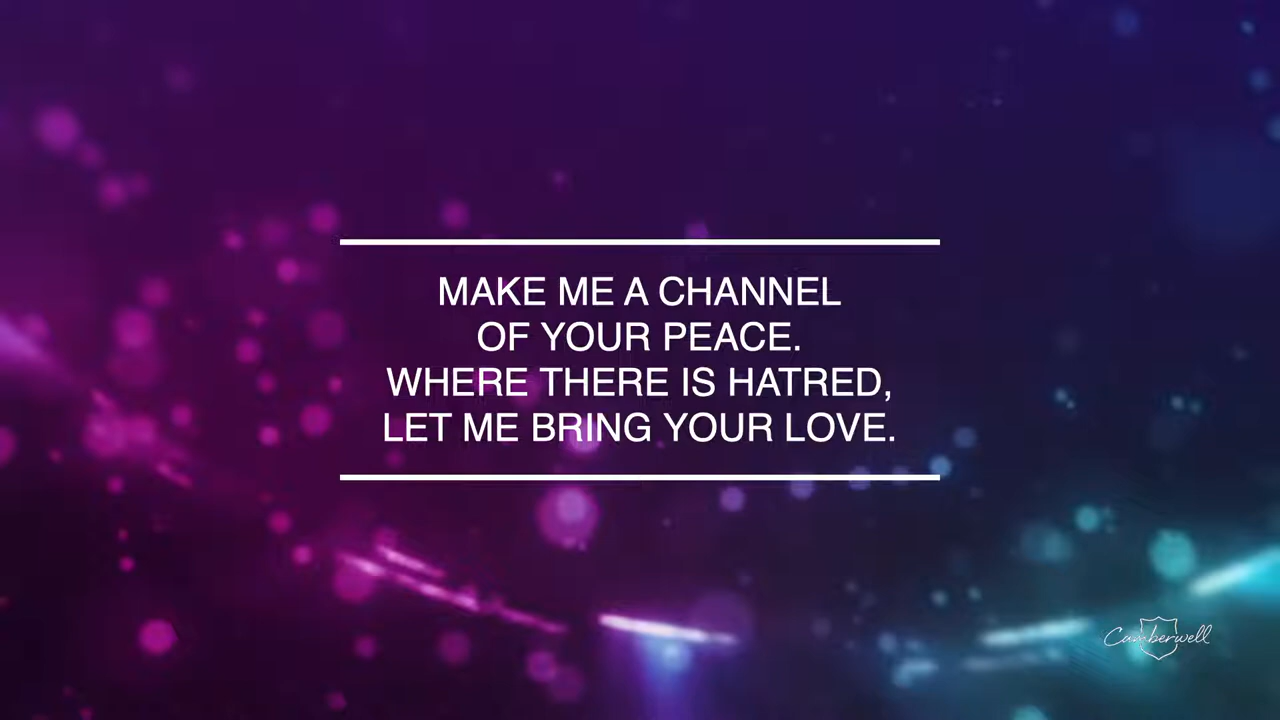 MAKE ME A CHANNEL
OF YOUR PEACE.
WHERE THERE IS HATRED,
LET ME BRING YOUR LOVE.
Camberwell